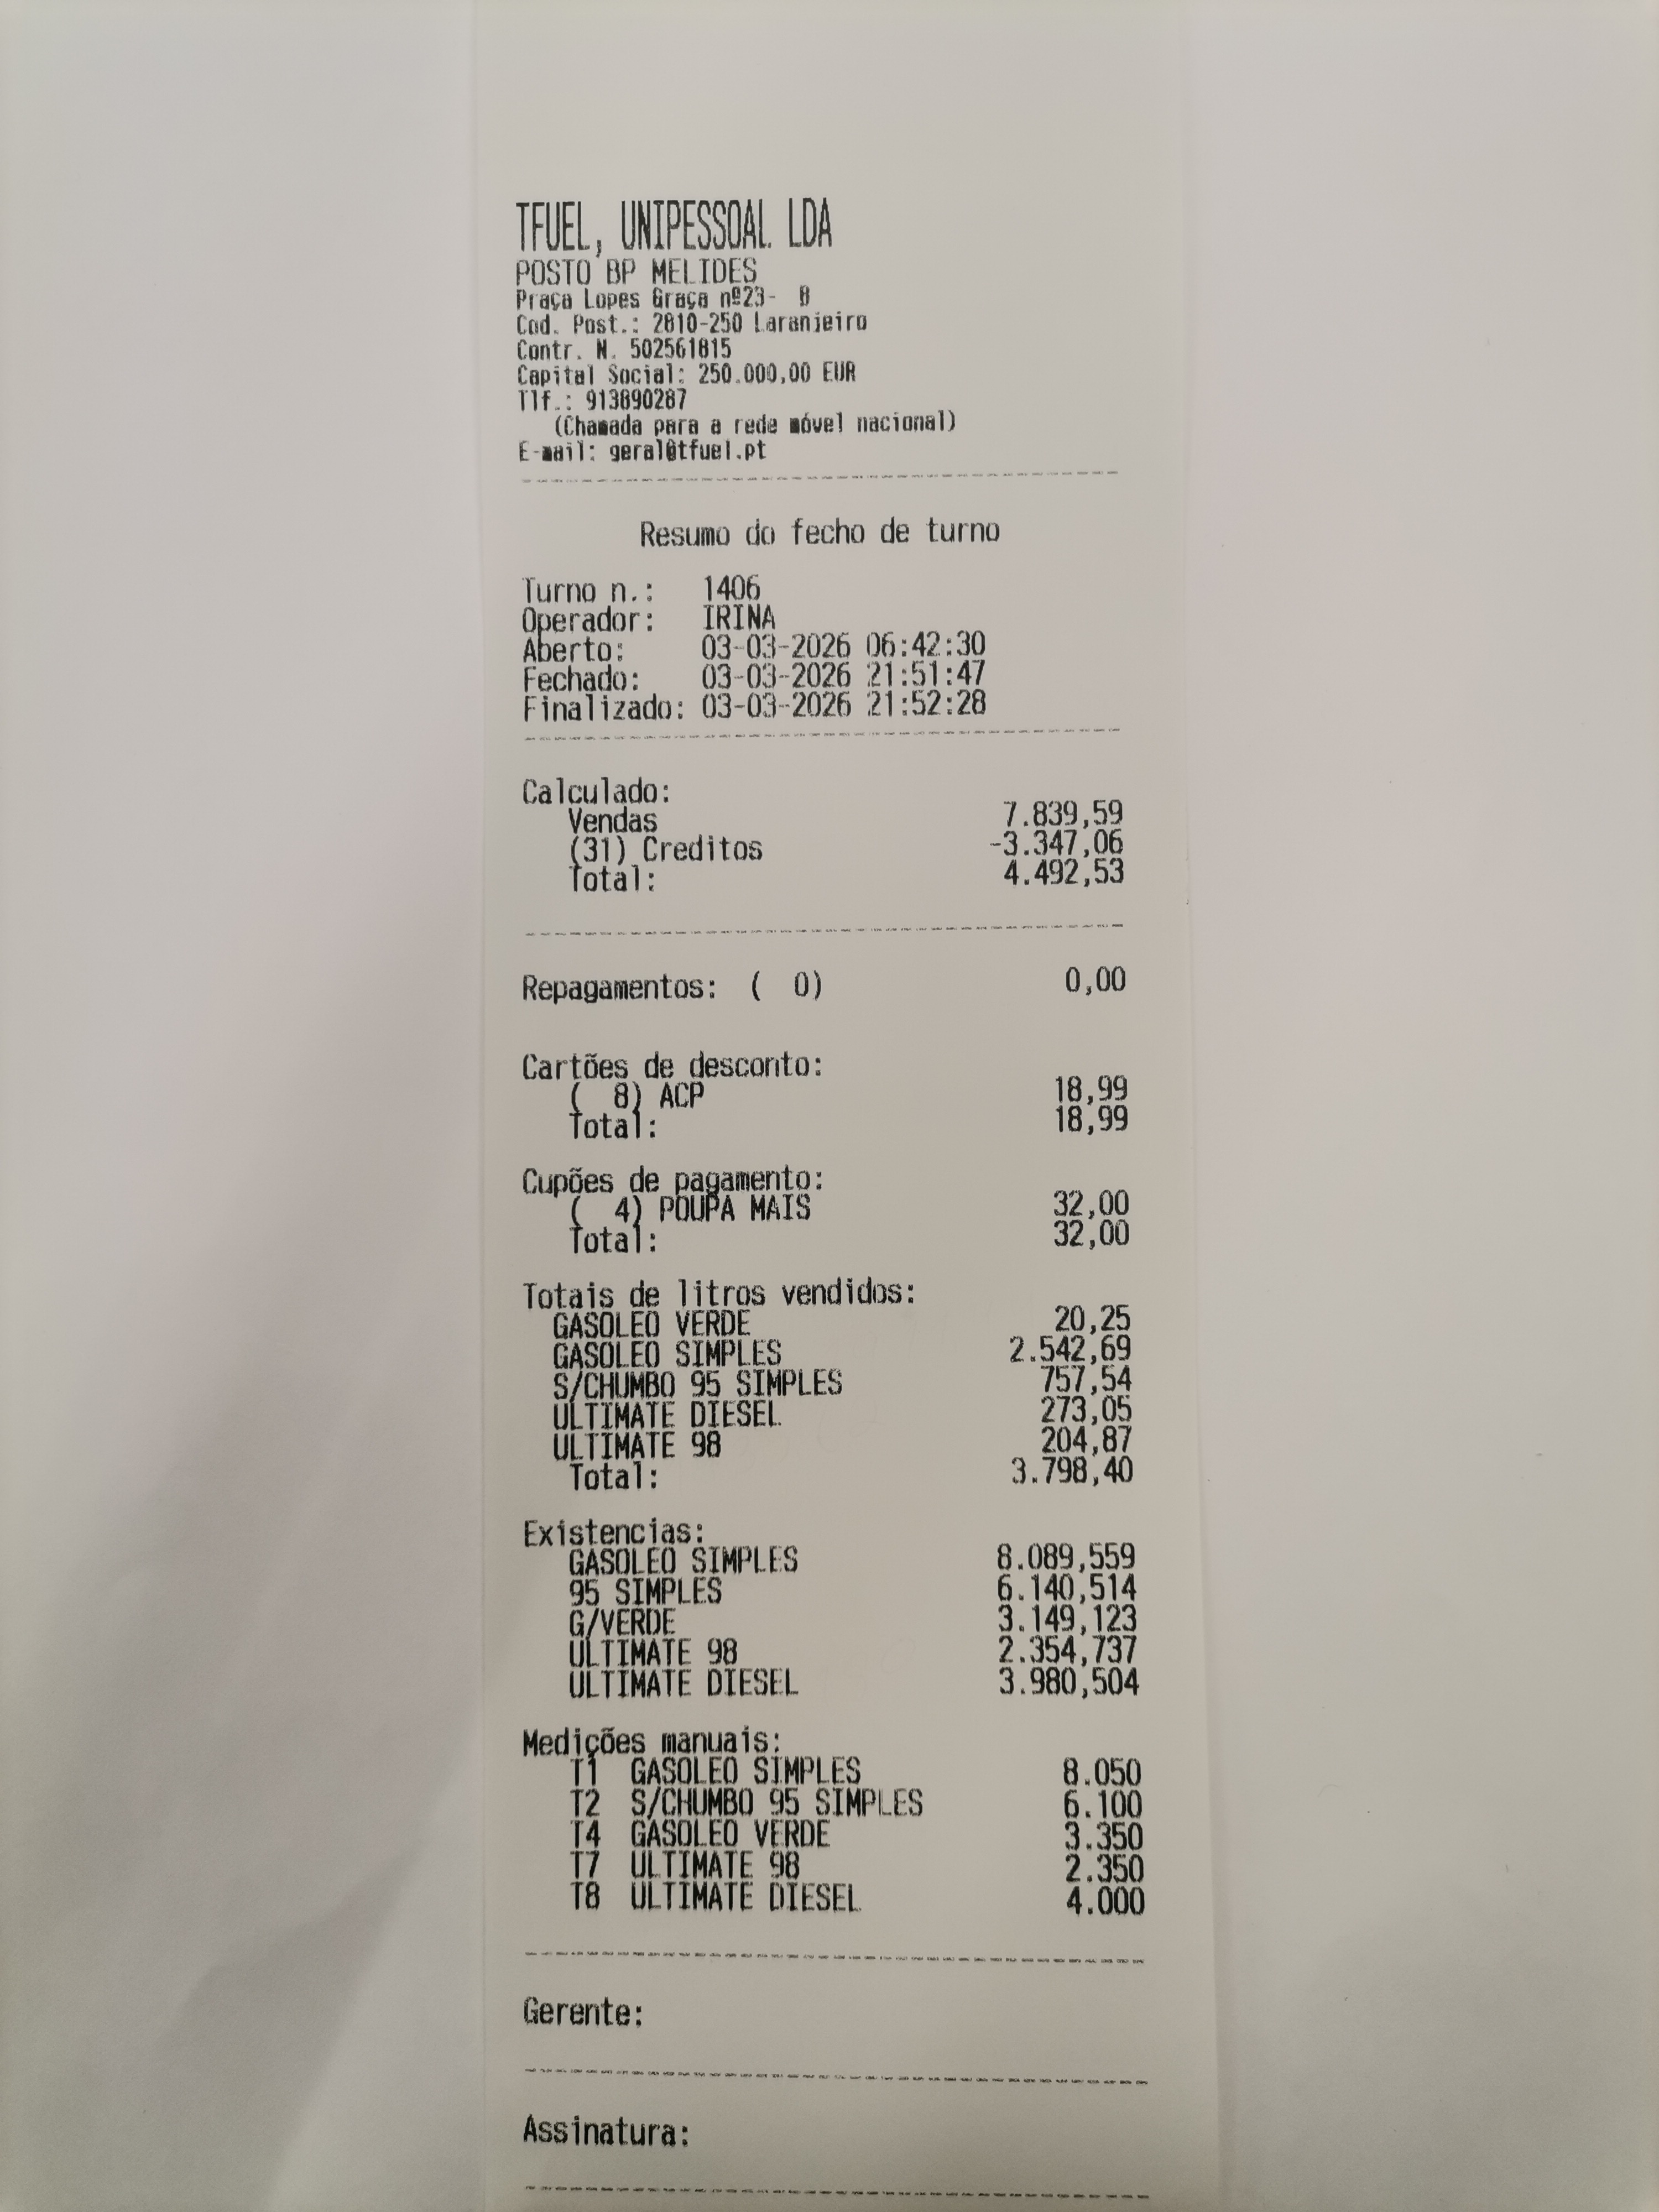 TFUEL, UNIPESSOAL LDA
POSTO BP MELIDES
Praça Lopes Graça nº23-  B
Cod. Post.: 2810-250 Laranjeiro
Contr. N. 502561815
Capital Social: 250.000,00 EUR
Tlf.: 913890287
(Chamada para a rede móvel nacional)
E-mail: geral@tfuel.pt
Resumo do fecho de turno
Turno n.: 1406
Operador: IRINA
Aberto: 03-03-2026 06:42:30
Fechado: 03-03-2026 21:51:47
Finalizado: 03-03-2026 21:52:28
Calculado:
Vendas 7.839,59
(31) Creditos -3.347,06
Total: 4.492,53
Repagamentos: (  0) 0,00
Cartões de desconto:
(  8) ACP 18,99
Total: 18,99
Cupões de pagamento:
(  4) POUPA MAIS 32,00
Total: 32,00
Totais de litros vendidos:
GASOLEO VERDE 20,25
GASOLEO SIMPLES 2.542,69
S/CHUMBO 95 SIMPLES 757,54
ULTIMATE DIESEL 273,05
ULTIMATE 98 204,87
Total: 3.798,40
Existencias:
GASOLEO SIMPLES 8.089,559
95 SIMPLES 6.140,514
G/VERDE 3.149,123
ULTIMATE 98 2.354,737
ULTIMATE DIESEL 3.980,504
Medições manuais:
T1 GASOLEO SIMPLES 8.050
T2 S/CHUMBO 95 SIMPLES 6.100
T4 GASOLEO VERDE 3.350
T7 ULTIMATE 98 2.350
T8 ULTIMATE DIESEL 4.000
Gerente:
Assinatura: